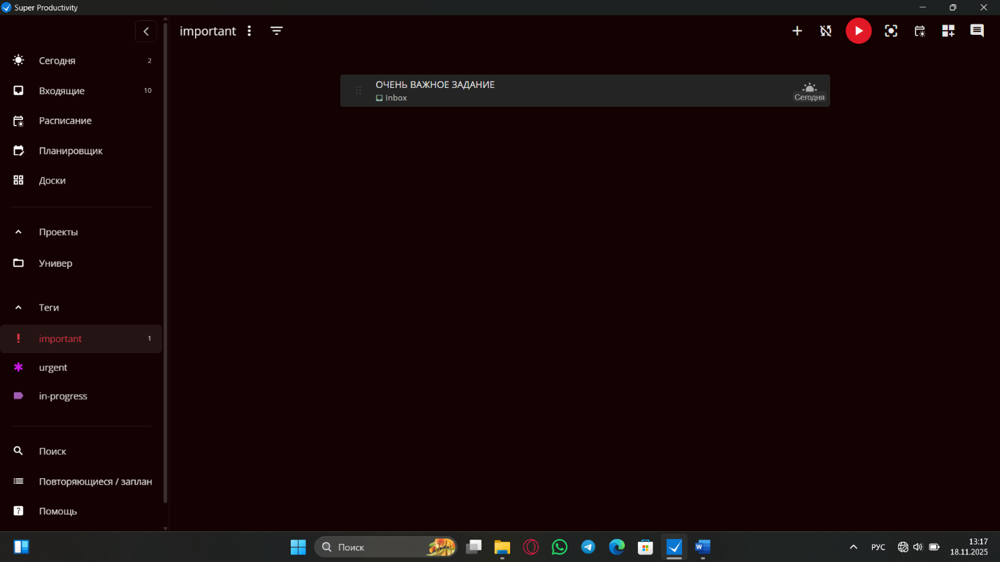 Super Productivity
important
Сегодня 2
Входящие 10
Расписание
Планировщик
Доски
Проекты
Универ
Теги
important 1
urgent
in-progress
Поиск
Повторяющиеся / заплан
Помощь
ОЧЕНЬ ВАЖНОЕ ЗАДАНИЕ
Inbox
Сегодня
Поиск
РУС
13:17
18.11.2025